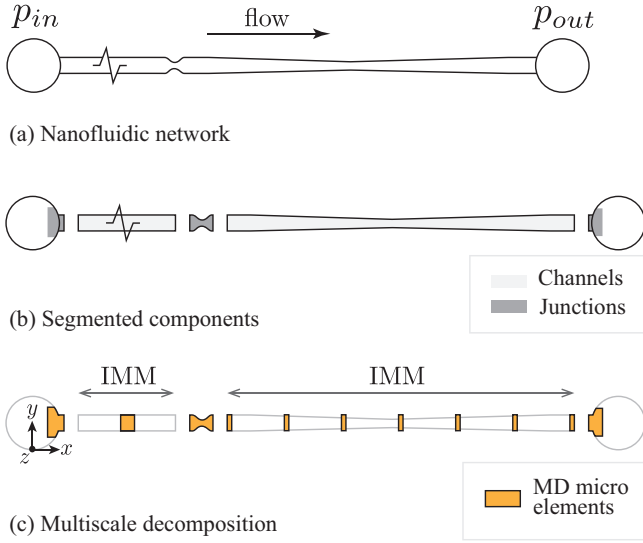 p_in p_out
flow
(a) Nanofluidic network
Channels
Junctions
(b) Segmented components
IMM IMM
y
z x
MD micro
elements
(c) Multiscale decomposition